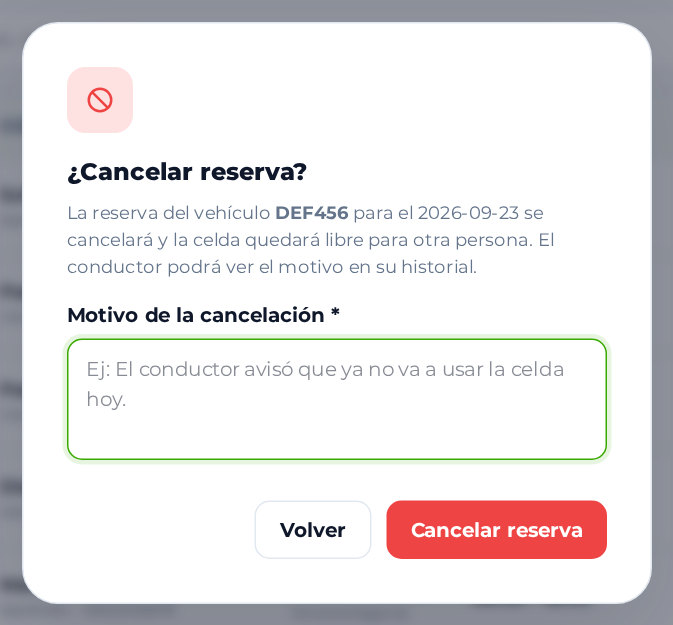 ¿Cancelar reserva?
La reserva del vehículo DEF456 para el 2026-09-23 se
cancelará y la celda quedará libre para otra persona. El
conductor podrá ver el motivo en su historial.
Motivo de la cancelación *
Ej: El conductor avisó que ya no va a usar la celda
hoy.
Volver
Cancelar reserva